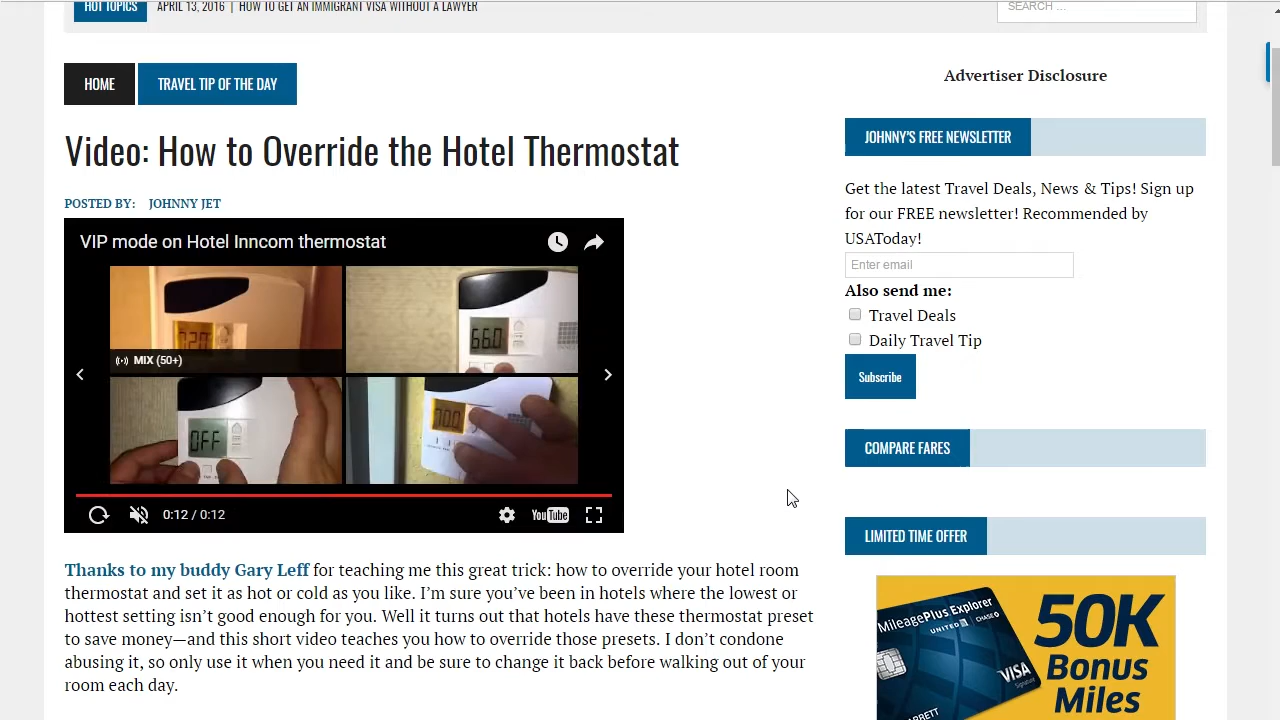 HOT TOPICS
APRIL 13, 2016 | HOW TO GET AN IMMIGRANT VISA WITHOUT A LAWYER
SEARCH …
HOME
TRAVEL TIP OF THE DAY
Advertiser Disclosure
Video: How to Override the Hotel Thermostat
POSTED BY: JOHNNY JET
VIP mode on Hotel Inncom thermostat
72.0
66.0
MIX (50+)
OFF
70.0
0:12 / 0:12
YouTube
Thanks to my buddy Gary Leff for teaching me this great trick: how to override your hotel room
thermostat and set it as hot or cold as you like. I’m sure you’ve been in hotels where the lowest or
hottest setting isn’t good enough for you. Well it turns out that hotels have these thermostat preset
to save money—and this short video teaches you how to override those presets. I don’t condone
abusing it, so only use it when you need it and be sure to change it back before walking out of your
room each day.
JOHNNY’S FREE NEWSLETTER
Get the latest Travel Deals, News & Tips! Sign up
for our FREE newsletter! Recommended by
USAToday!
Enter email
Also send me:
Travel Deals
Daily Travel Tip
Subscribe
COMPARE FARES
LIMITED TIME OFFER
MileagePlus Explorer
UNITED
CHASE
VISA
Signature
50K
Bonus
Miles